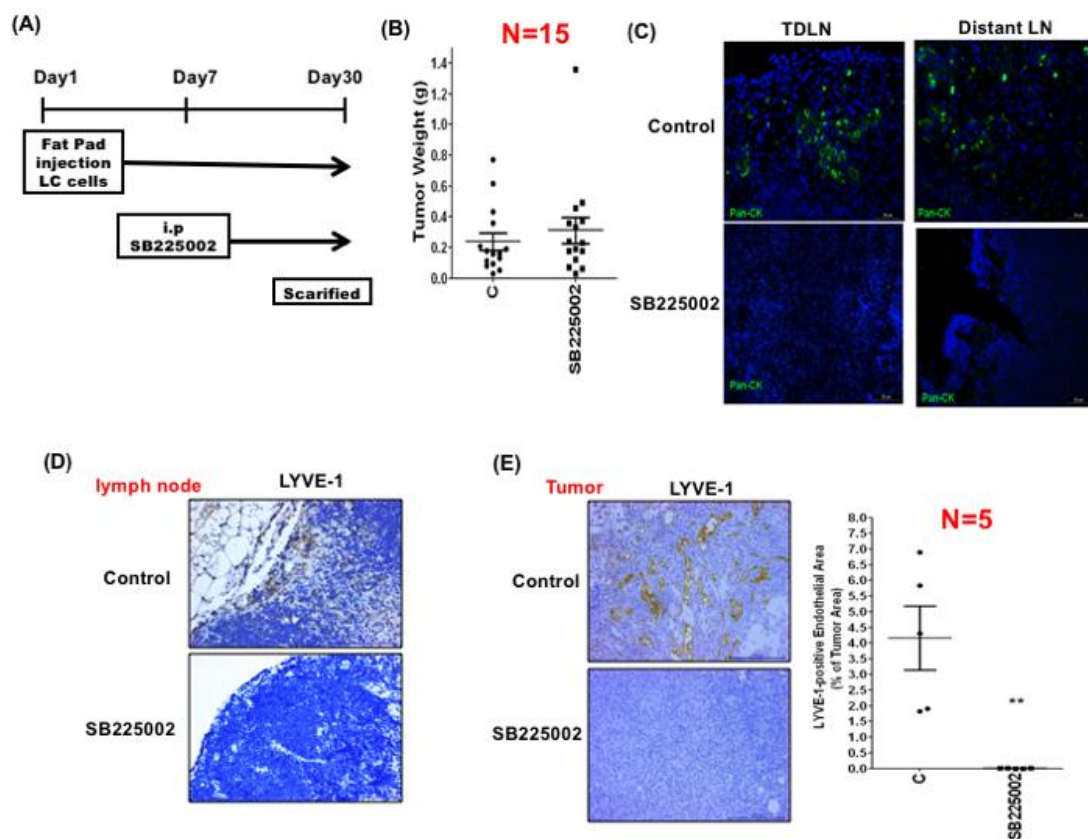 (A)
Day1
Day7
Day30
Fat Pad
injection
LC cells
i.p
SB225002
Scarified
(B)
N=15
Tumor Weight (g)
1.4
1.2
1.0
0.8
0.6
0.4
0.2
0.0
C
SB225002
(C)
TDLN
Distant LN
Control
Pan-CK
Pan-CK
SB225002
Pan-CK
Pan-CK
(D)
lymph node
LYVE-1
Control
SB225002
(E)
Tumor
LYVE-1
Control
SB225002
N=5
LYVE-1-positive Endothelial Area
(% of Tumor Area)
8.0
7.5
7.0
6.5
6.0
5.5
5.0
4.5
4.0
3.5
3.0
2.5
2.0
1.5
1.0
0.5
0.0
**
C
SB225002